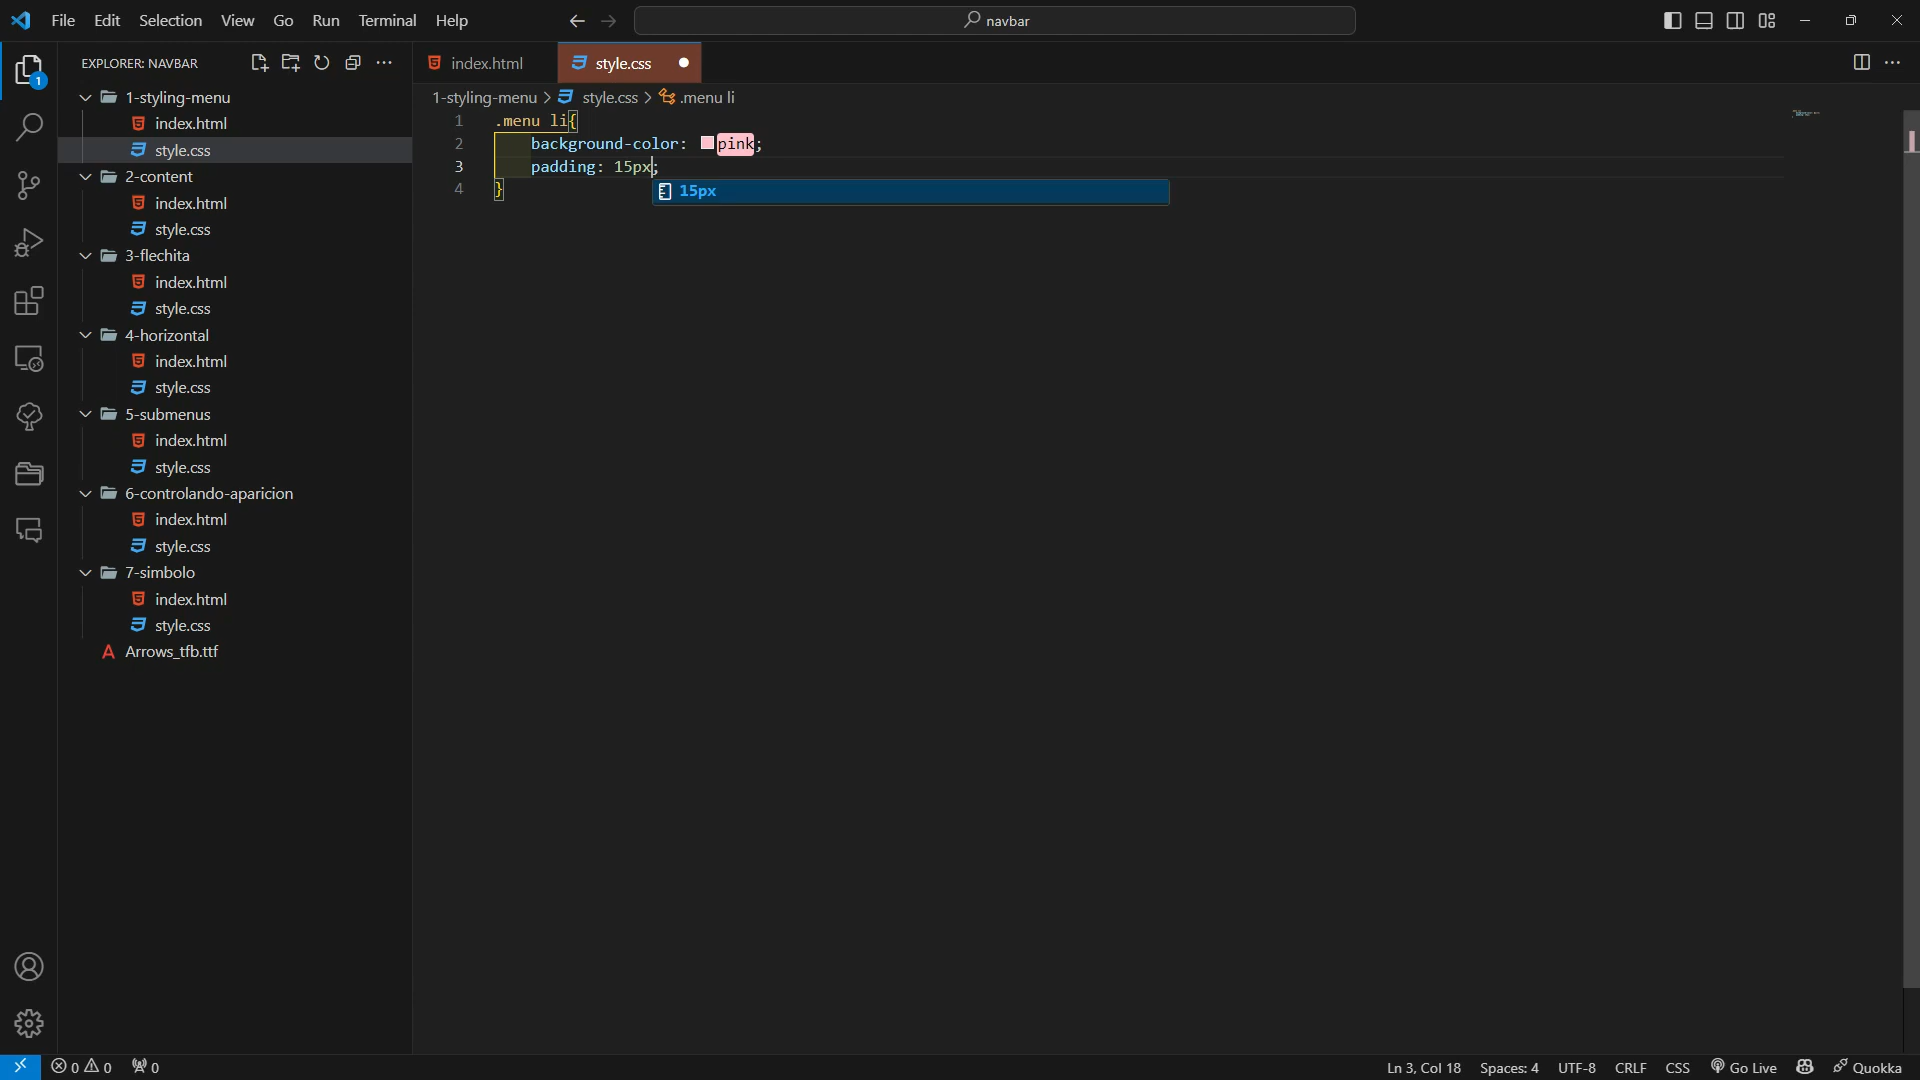 File Edit Selection View Go Run Terminal Help
navbar
EXPLORER: NAVBAR
1-styling-menu
index.html
style.css
2-content
index.html
style.css
3-flechita
index.html
style.css
4-horizontal
index.html
style.css
5-submenus
index.html
style.css
6-controlando-aparicion
index.html
style.css
7-simbolo
index.html
style.css
Arrows_tfb.ttf
1
index.html style.css
1-styling-menu > style.css > .menu li
1 .menu li{
2 background-color: pink;
3 padding: 15px;
4 }
15px
0 0 0
Ln 3, Col 18 Spaces: 4 UTF-8 CRLF CSS Go Live Quokka